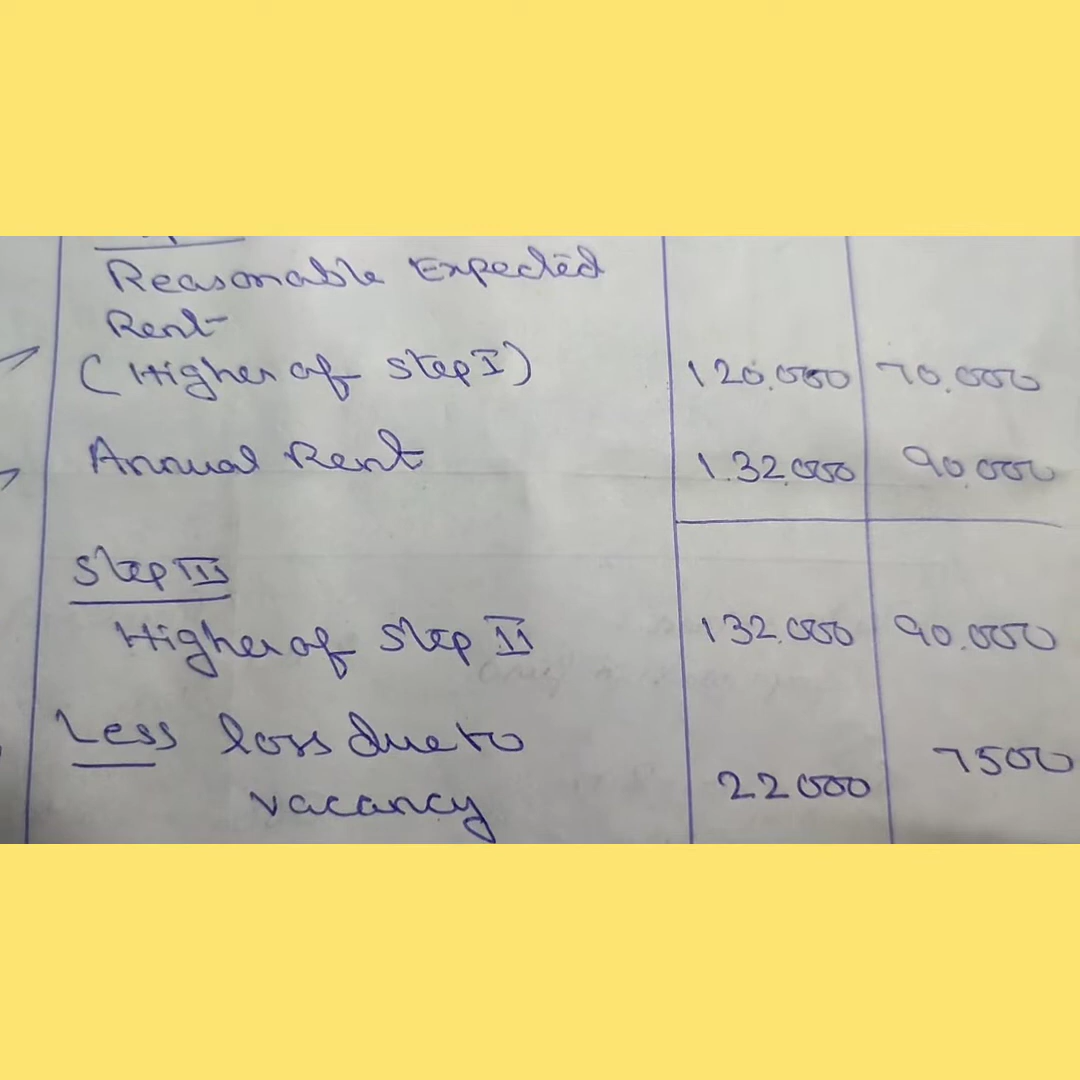 Reasonable Expected
Rent
(Higher of Step I) 120.000 70.000
Annual Rent 1.32.000 90.000
Step III
Higher of Step II 132.000 90.000
Less loss due to 7500
vacancy 22000